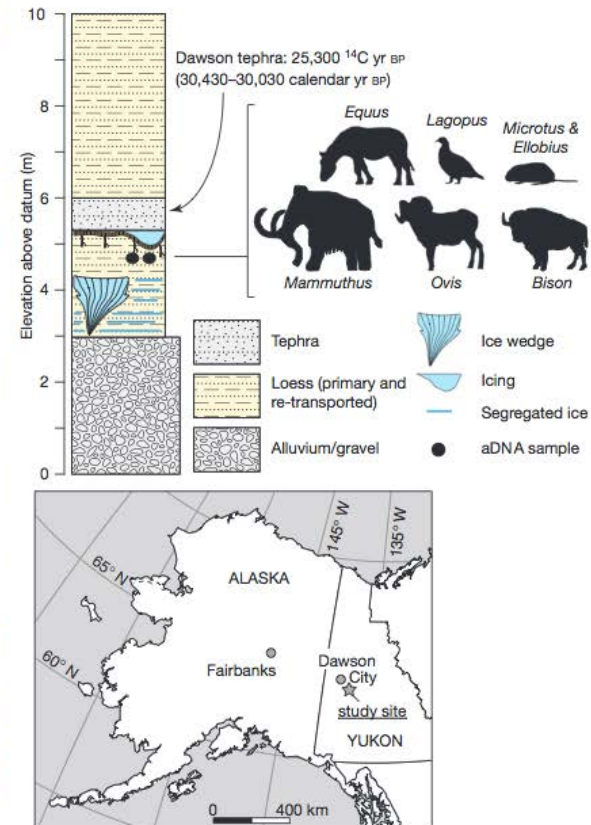 10
8
6
4
2
0
Elevation above datum (m)
Dawson tephra: 25,300 14C yr BP
(30,430–30,030 calendar yr BP)
Equus
Lagopus
Microtus &
Ellobius
Mammuthus
Ovis
Bison
Tephra
Loess (primary and
re-transported)
Alluvium/gravel
Ice wedge
Icing
Segregated ice
aDNA sample
145° W
135° W
65° N
60° N
ALASKA
Fairbanks
Dawson
City
study site
YUKON
0 400 km